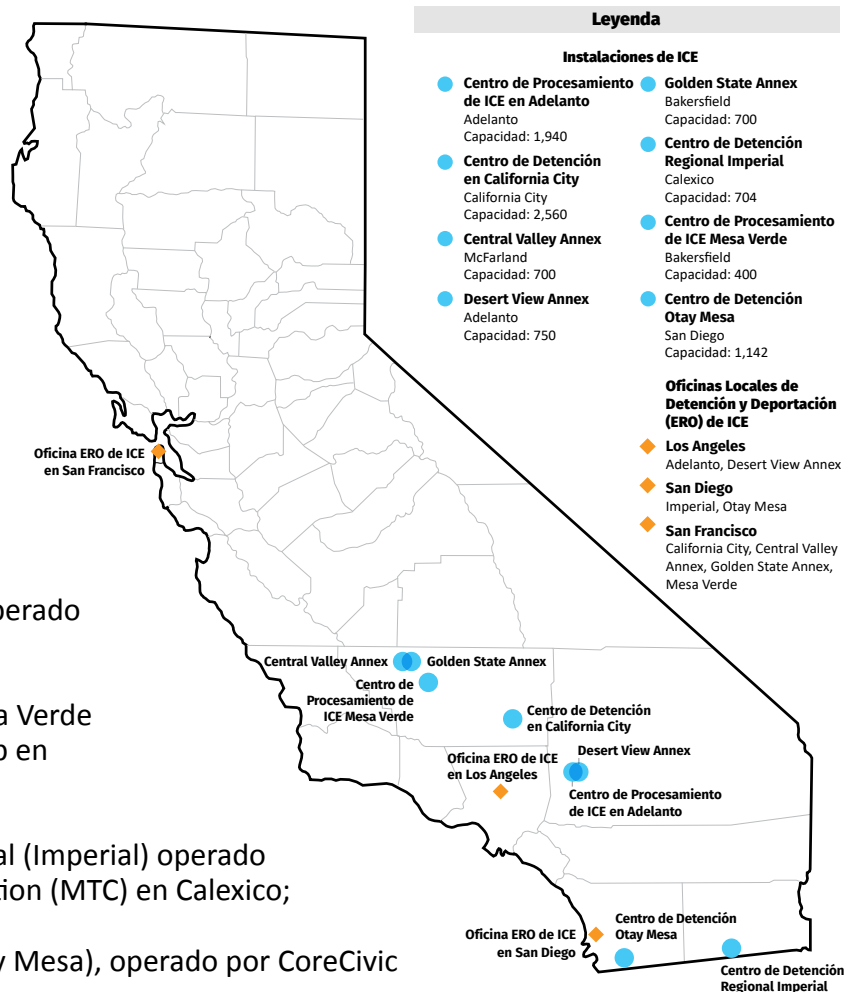 Leyenda
Instalaciones de ICE
Centro de Procesamiento
de ICE en Adelanto
Adelanto
Capacidad: 1,940
Centro de Detención
en California City
California City
Capacidad: 2,560
Central Valley Annex
McFarland
Capacidad: 700
Desert View Annex
Adelanto
Capacidad: 750
Golden State Annex
Bakersfield
Capacidad: 700
Centro de Detención
Regional Imperial
Calexico
Capacidad: 704
Centro de Procesamiento
de ICE Mesa Verde
Bakersfield
Capacidad: 400
Centro de Detención
Otay Mesa
San Diego
Capacidad: 1,142
Oficinas Locales de
Detención y Deportación
(ERO) de ICE
Los Angeles
Adelanto, Desert View Annex
San Diego
Imperial, Otay Mesa
San Francisco
California City, Central Valley
Annex, Golden State Annex,
Mesa Verde
Oficina ERO de ICE
en San Francisco
Central Valley Annex
Golden State Annex
Centro de
Procesamiento de
ICE Mesa Verde
Centro de Detención
en California City
Oficina ERO de ICE
en Los Angeles
Desert View Annex
Centro de Procesamiento
de ICE en Adelanto
Oficina ERO de ICE
en San Diego
Centro de Detención
Otay Mesa
Centro de Detención
Regional Imperial
perado
a Verde
o en
al (Imperial) operado
tion (MTC) en Calexico;
y Mesa), operado por CoreCivic